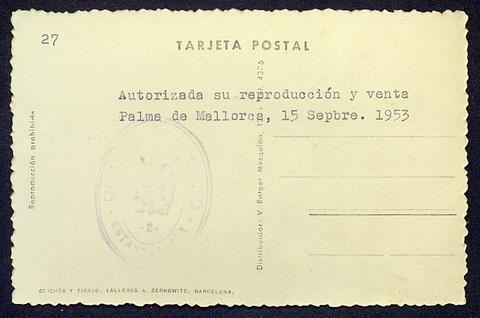 27
TARJETA POSTAL
Autorizada su reproducción y venta
Palma de Mallorca, 15 Sepbre. 1953
Reproducción prohibida
Distribuidor: V. Rotger. Mesquida, 4376
-2-
CLICHÉS Y TIRAJE: TALLERES A. ZERKOWITZ, BARCELONA.